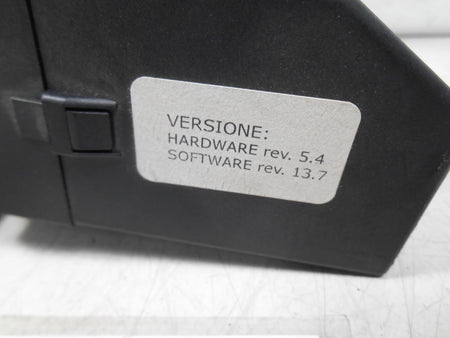 VERSIONE:
HARDWARE rev. 5.4
SOFTWARE rev. 13.7